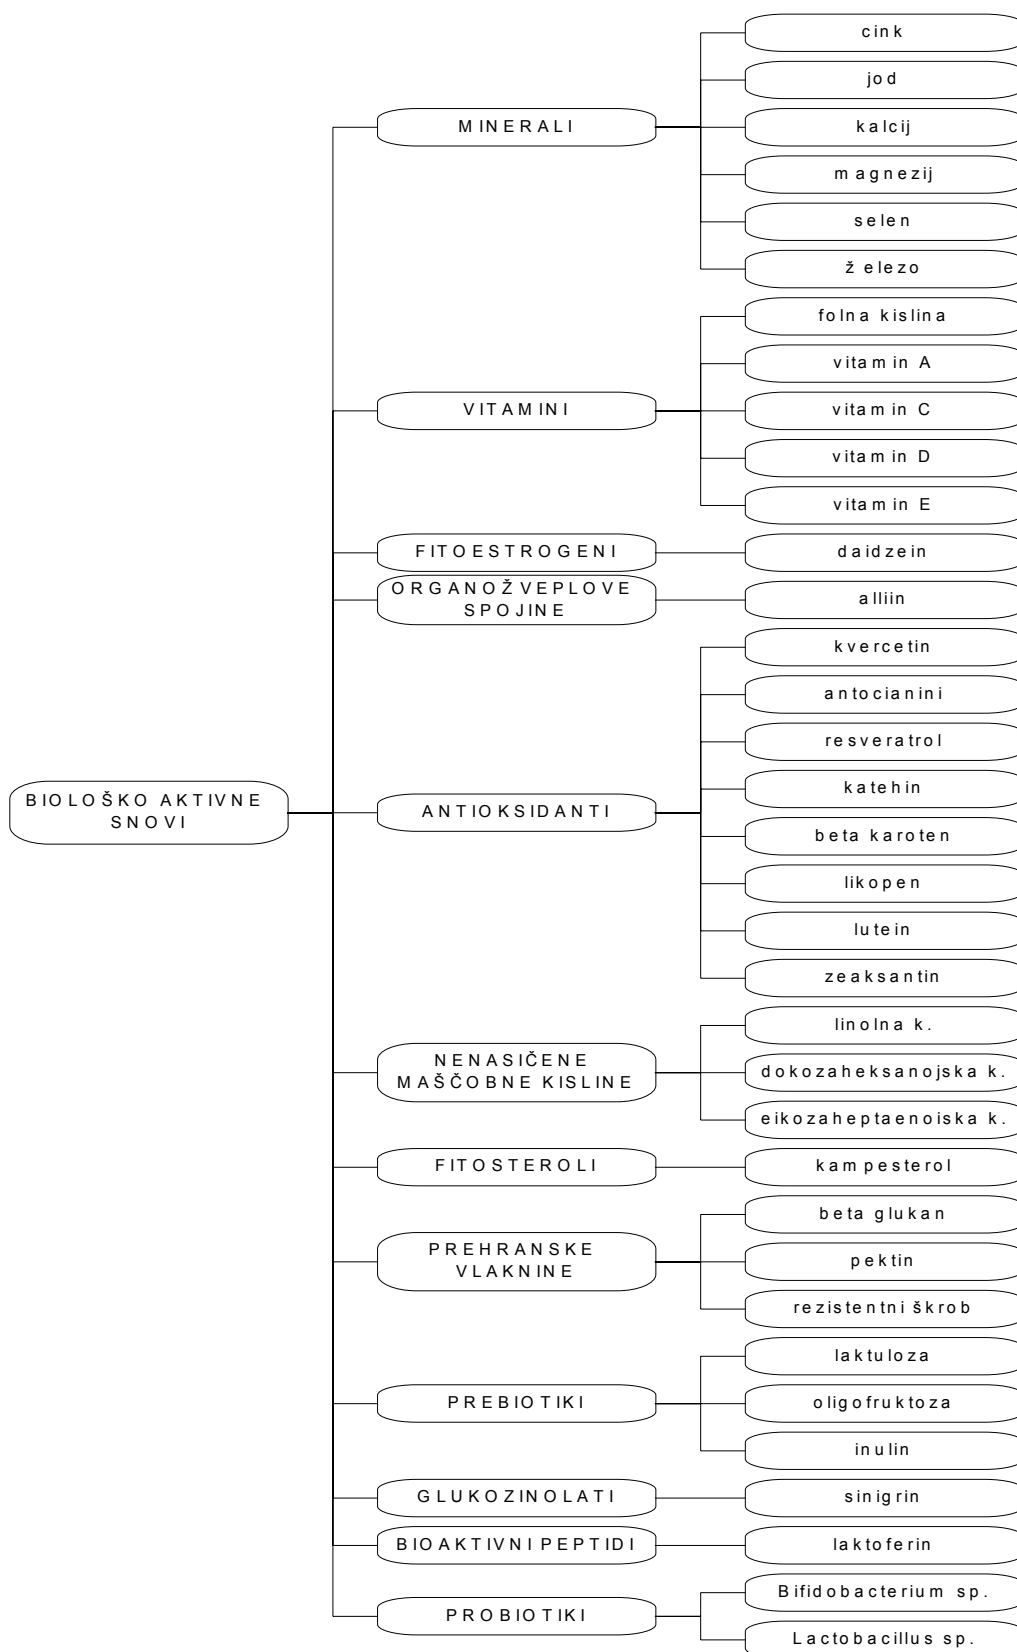 BIOLOŠKO AKTIVNE
SNOVI
MINERALI
cink
jod
kalcij
magnezij
selen
železo
VITAMINI
folna kislina
vitamin A
vitamin C
vitamin D
vitamin E
FITOESTROGENI
daidzein
ORGANOŽVEPLOVE
SPOJINE
alliin
ANTIOKSIDANTI
kvercetin
antocianini
resveratrol
katehin
beta karoten
likopen
lutein
zeaksantin
NENASIČENE
MAŠČOBNE KISLINE
linolna k.
dokozaheksanojska k.
eikozaheptaenoiska k.
FITOSTEROLI
kampesterol
PREHRANSKE
VLAKNINE
beta glukan
pektin
rezistentni škrob
PREBIOTIKI
laktuloza
oligofruktoza
inulin
GLUKOZINOLATI
sinigrin
BIOAKTIVNI PEPTIDI
laktoferin
PROBIOTIKI
Bifidobacterium sp.
Lactobacillus sp.